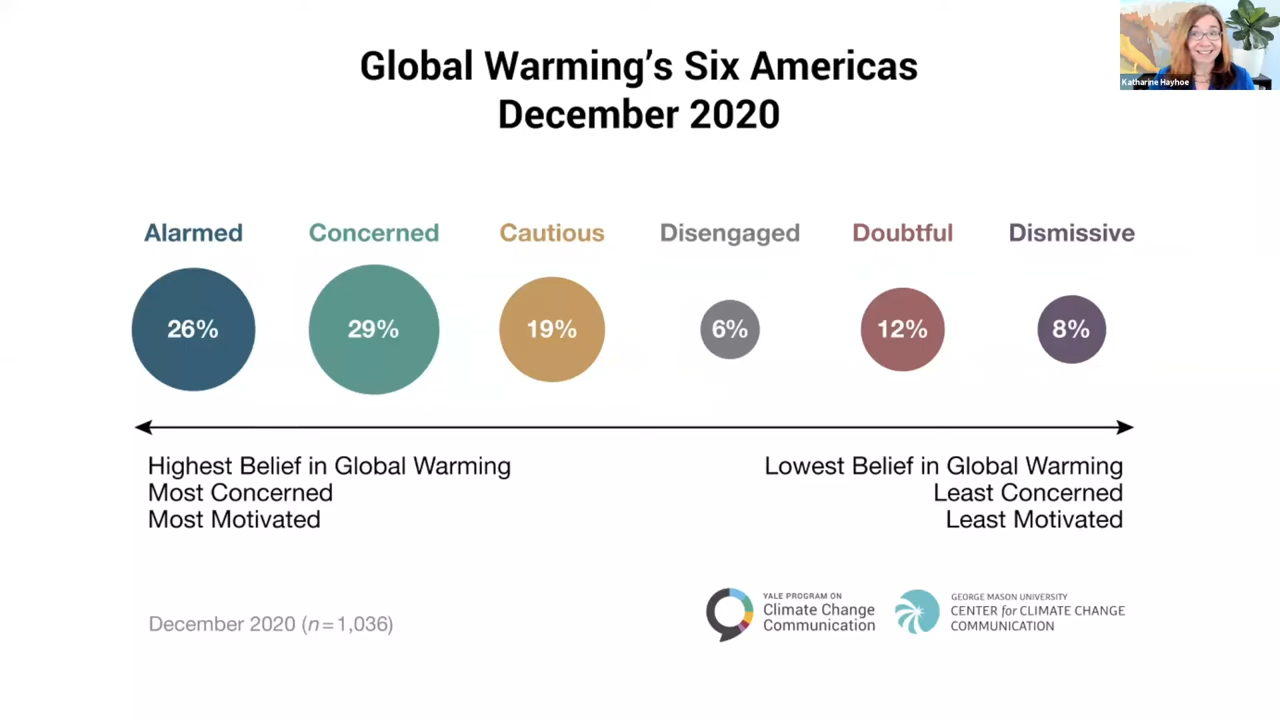 Global Warming’s Six Americas
December 2020
Katharine Hayhoe
Alarmed
Concerned
Cautious
Disengaged
Doubtful
Dismissive
26%
29%
19%
6%
12%
8%
Highest Belief in Global Warming
Most Concerned
Most Motivated
Lowest Belief in Global Warming
Least Concerned
Least Motivated
December 2020 (n=1,036)
YALE PROGRAM ON
Climate Change
Communication
GEORGE MASON UNIVERSITY
CENTER for CLIMATE CHANGE
COMMUNICATION